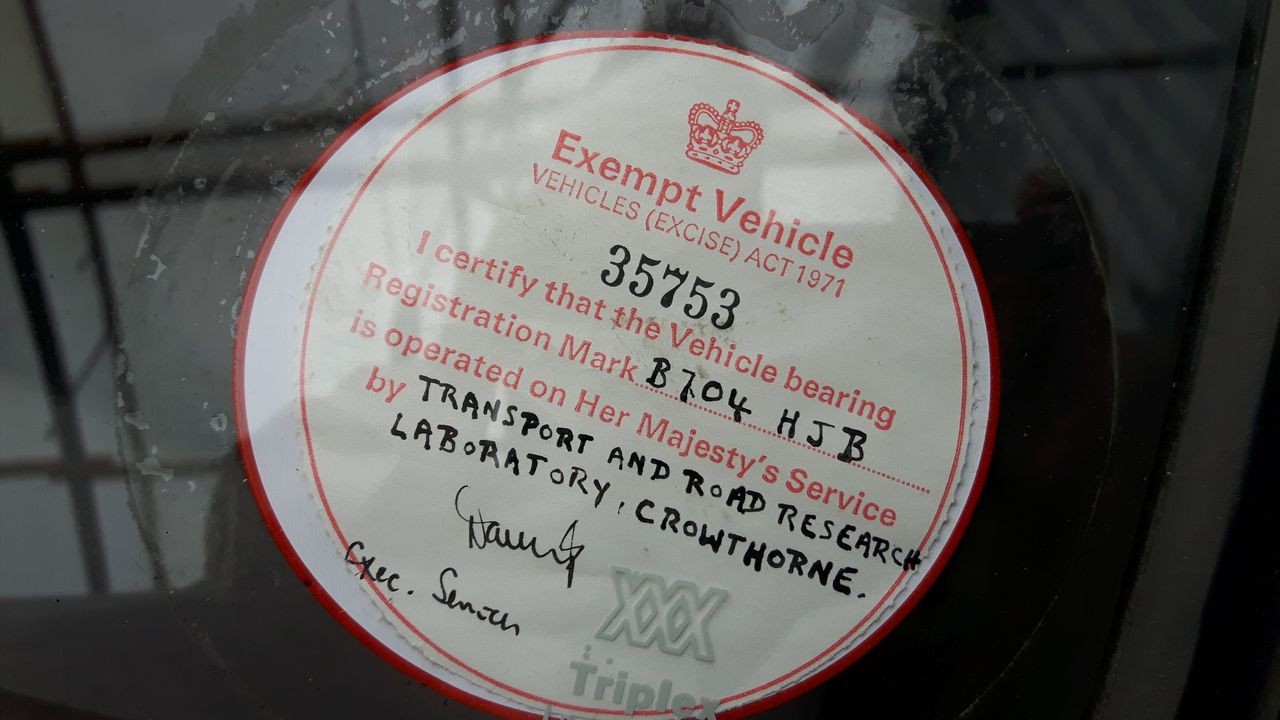 Exempt Vehicle
VEHICLES (EXCISE) ACT 1971
35753
I certify that the Vehicle bearing
Registration Mark B704 HJB
is operated on Her Majesty's Service
by TRANSPORT AND ROAD RESEARCH
LABORATORY, CROWTHORNE.
Exec. Services
XXX
Triplex